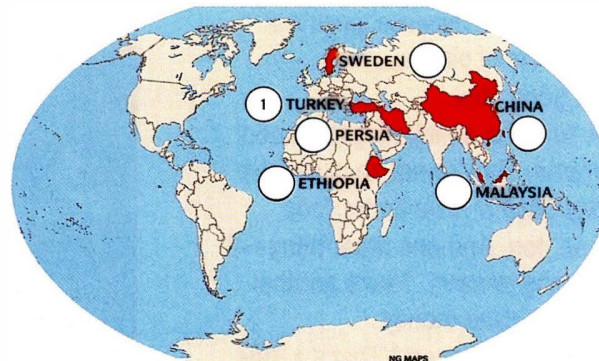 SWEDEN
1 TURKEY
CHINA
PERSIA
ETHIOPIA
MALAYSIA
NG MAPS